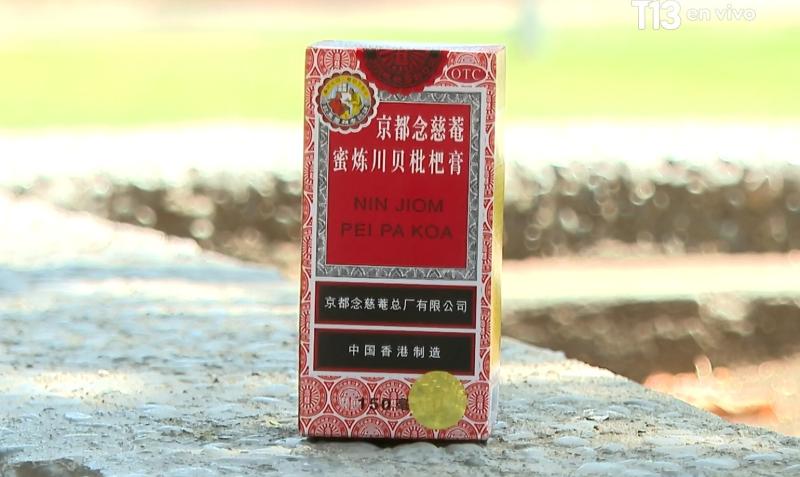 T13 en vivo
OTC
京都念慈菴
蜜炼川贝枇杷膏
NIN JIOM
PEI PA KOA
京都念慈菴总厂有限公司
中国香港制造
150